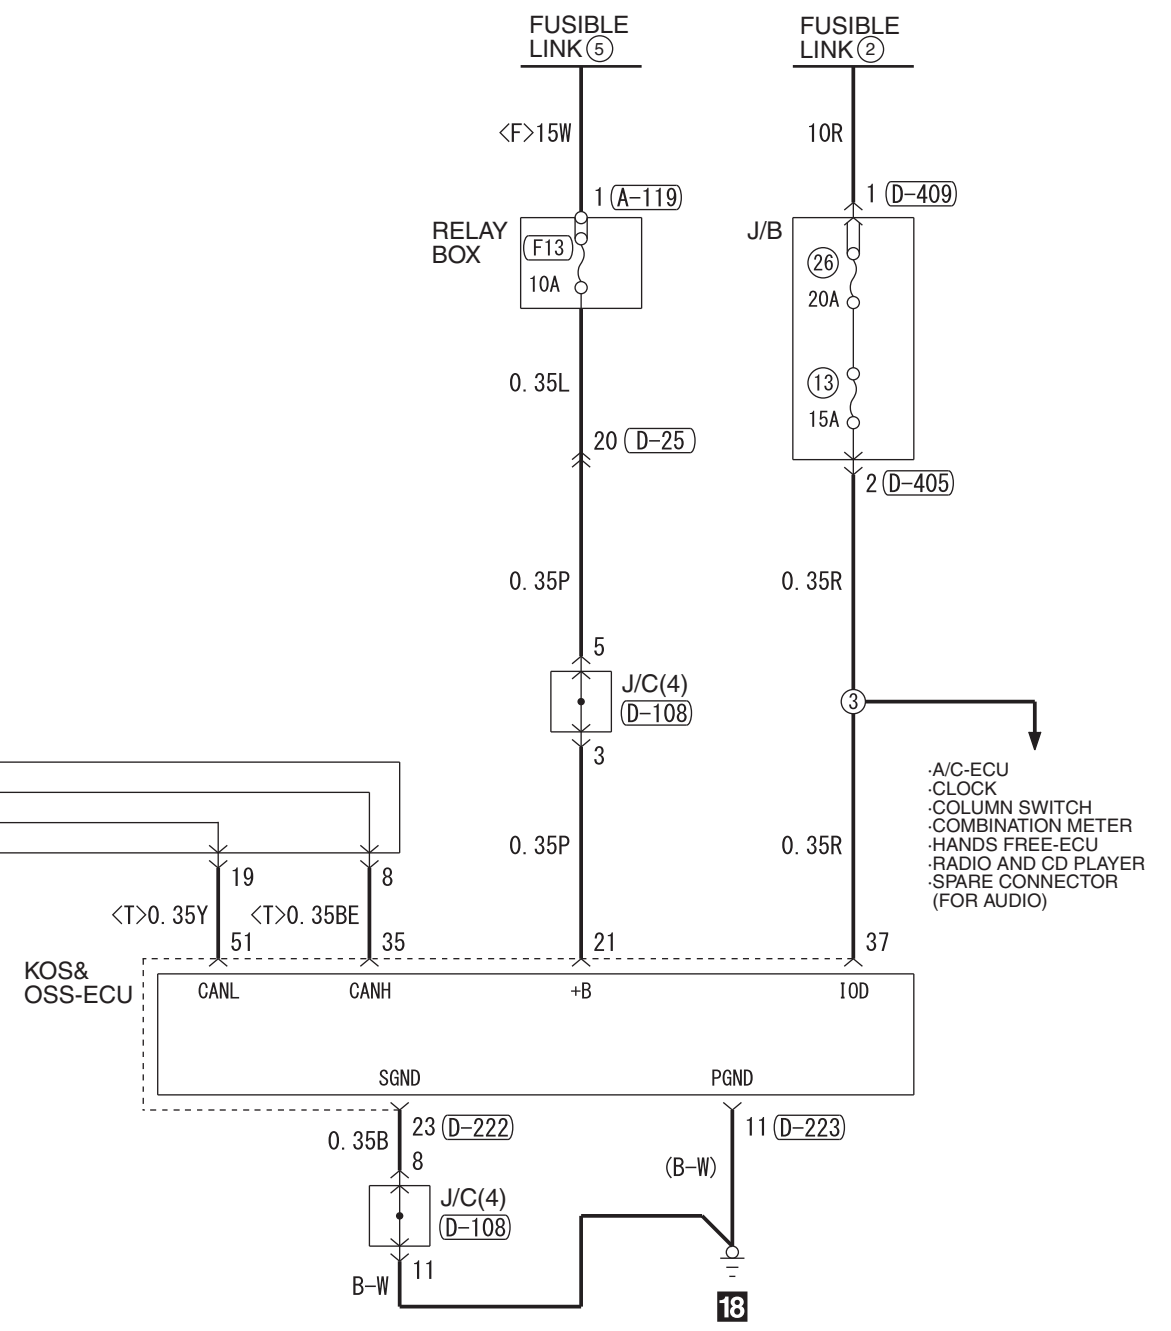 FUSIBLE
LINK 5
FUSIBLE
LINK 2
<F>15W
10R
1 A-119
1 D-409
RELAY
BOX
F13
10A
J/B
26
20A
13
15A
0.35L
20 D-25
2 D-405
0.35P
0.35R
5
J/C(4)
D-108
3
3
·A/C-ECU
·CLOCK
·COLUMN SWITCH
·COMBINATION METER
·HANDS FREE-ECU
·RADIO AND CD PLAYER
·SPARE CONNECTOR
(FOR AUDIO)
0.35P
0.35R
19
8
<T>0.35Y
<T>0.35BE
51
35
21
37
KOS&
OSS-ECU
CANL
CANH
+B
IOD
SGND
PGND
23 D-222
11 D-223
0.35B
8
(B-W)
J/C(4)
D-108
11
B-W
18